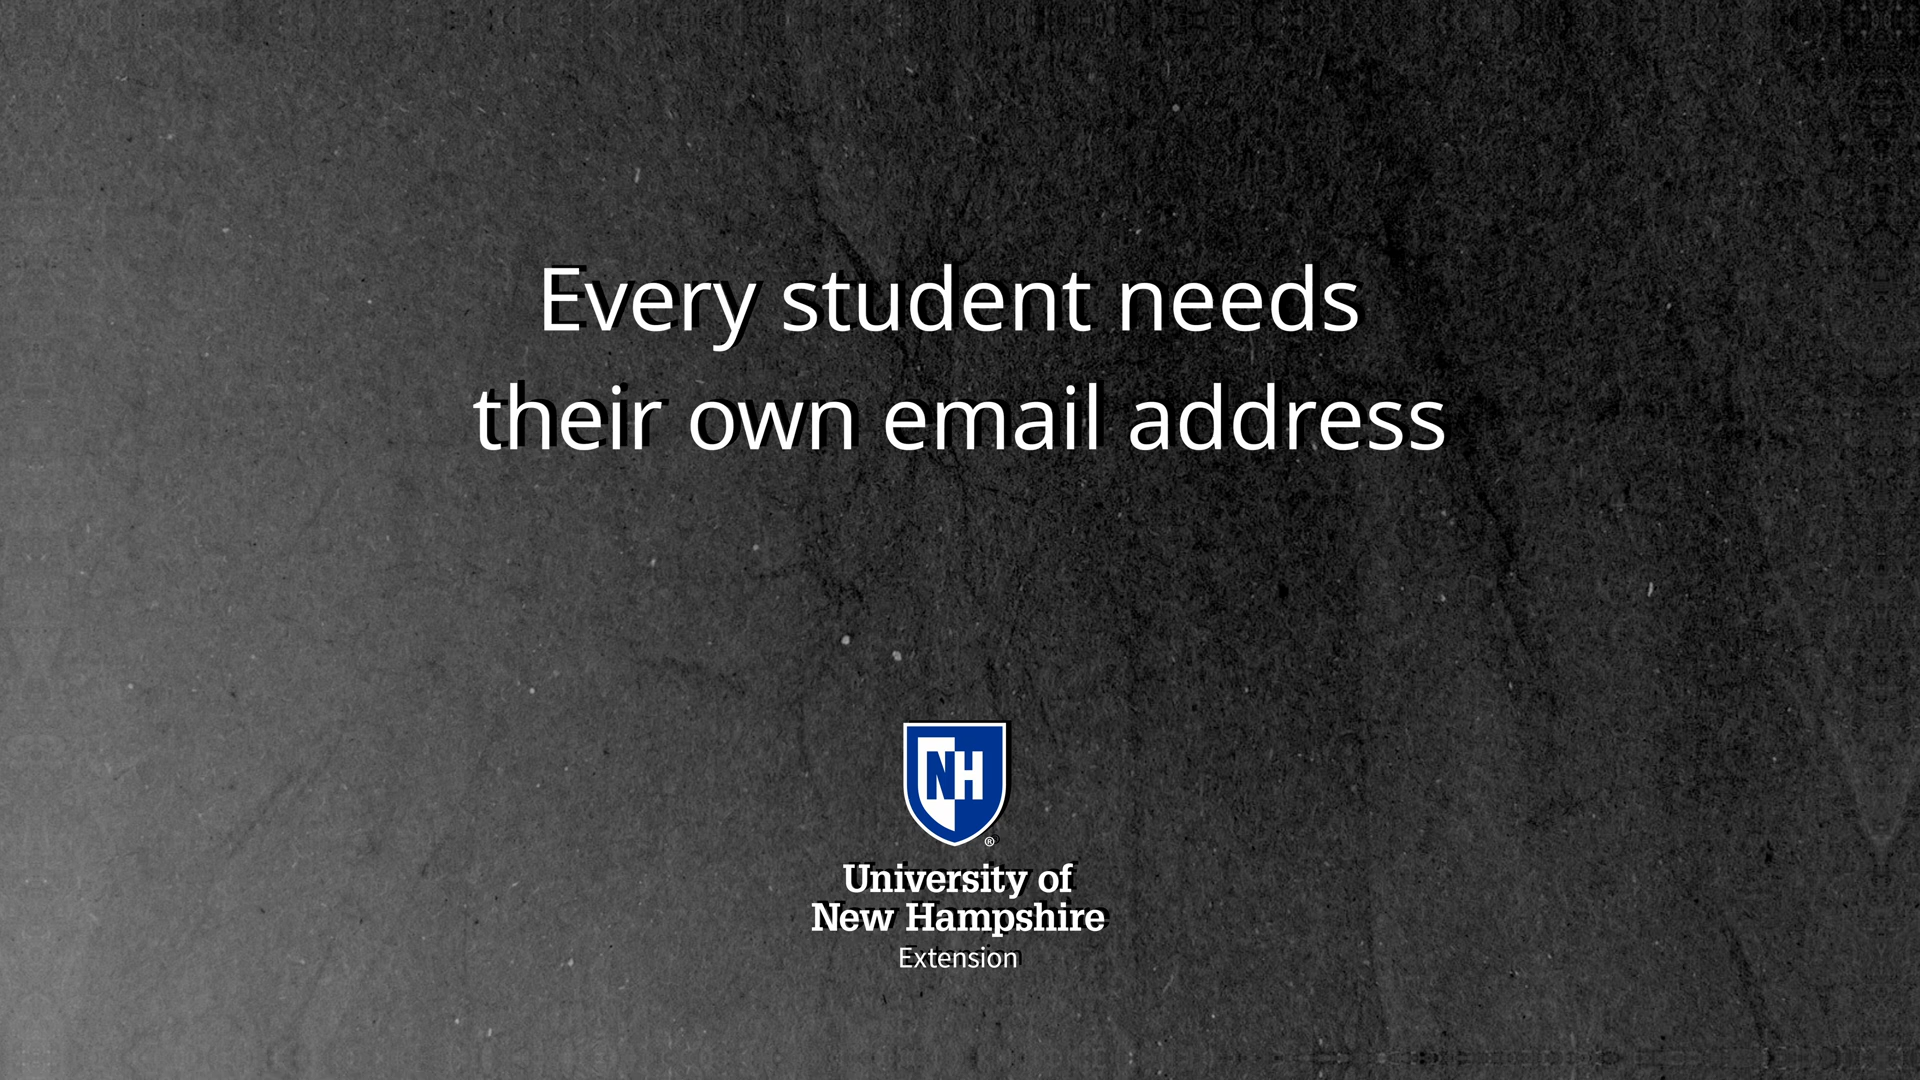 Every student needs
their own email address
NH
®
University of
New Hampshire
Extension